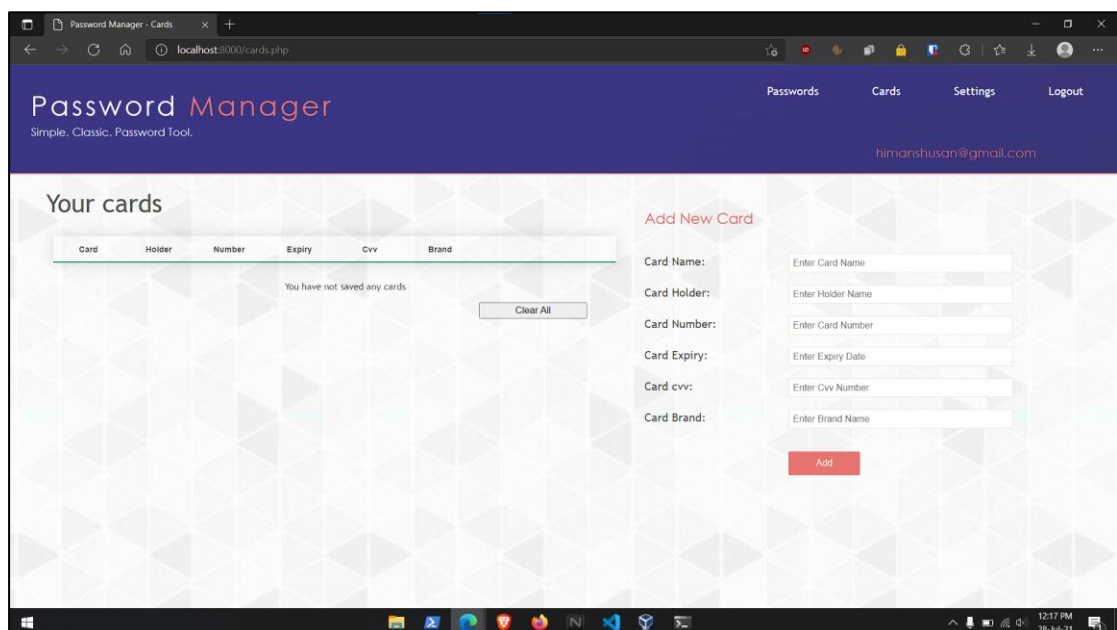 Password Manager - Cards
localhost:8000/cards.php
Password Manager
Simple. Classic. Password Tool.
Passwords Cards Settings Logout
himanshusan@gmail.com
Your cards
Card Holder Number Expiry Cvv Brand
You have not saved any cards
Clear All
Add New Card
Card Name: Enter Card Name
Card Holder: Enter Holder Name
Card Number: Enter Card Number
Card Expiry: Enter Expiry Date
Card cvv: Enter Cvv Number
Card Brand: Enter Brand Name
Add
12:17 PM
28-Jul-21